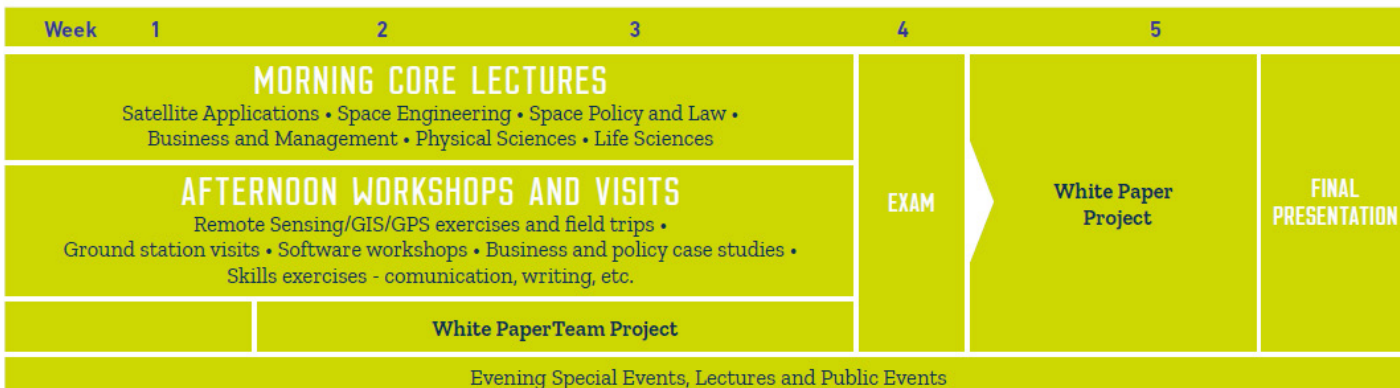 Week 1 2 3 4 5
MORNING CORE LECTURES
Satellite Applications • Space Engineering • Space Policy and Law •
Business and Management • Physical Sciences • Life Sciences
AFTERNOON WORKSHOPS AND VISITS
Remote Sensing/GIS/GPS exercises and field trips •
Ground station visits • Software workshops • Business and policy case studies •
Skills exercises - comunication, writing, etc.
White PaperTeam Project
EXAM
White Paper
Project
FINAL
PRESENTATION
Evening Special Events, Lectures and Public Events